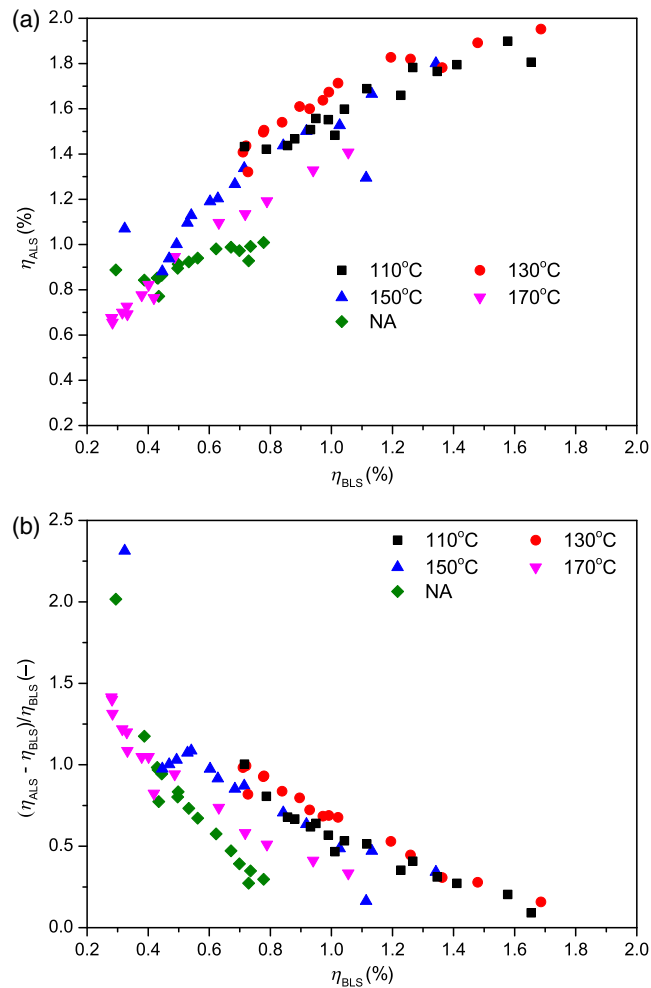 (a)
2.0
1.8
1.6
1.4
1.2
1.0
0.8
0.6
0.4
0.2
η_ALS (%)
110°C 130°C
150°C 170°C
NA
0.2 0.4 0.6 0.8 1.0 1.2 1.4 1.6 1.8 2.0
η_BLS (%)
(b)
2.5
2.0
1.5
1.0
0.5
0.0
(η_ALS - η_BLS)/η_BLS (–)
110°C 130°C
150°C 170°C
NA
0.2 0.4 0.6 0.8 1.0 1.2 1.4 1.6 1.8 2.0
η_BLS (%)